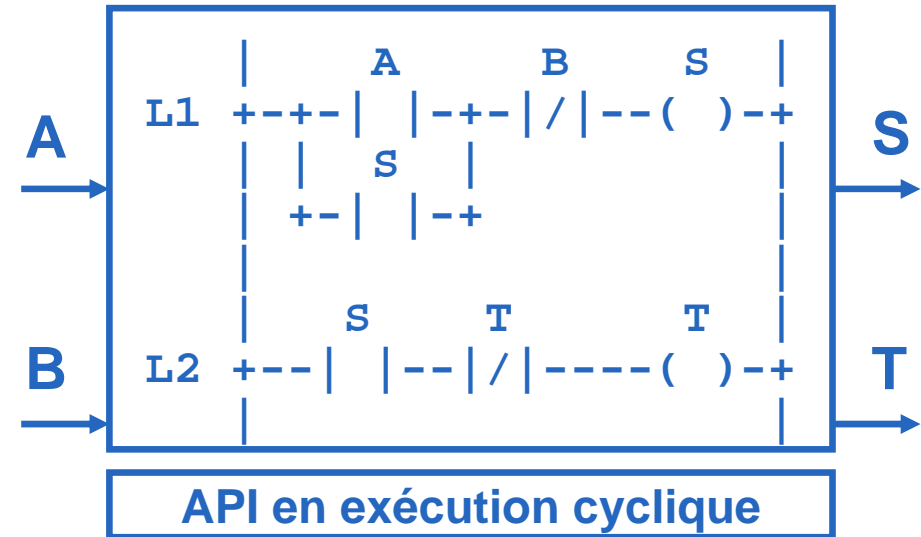 |      A       B      S    |
A L1 +-+-| |-+-|/|--( )-+ S
| |   S    |               |
| +-| |-+                 |
|                          |
|     S      T        T    |
B L2 +--| |--|/|----( )-+ T
|                          |
API en exécution cyclique